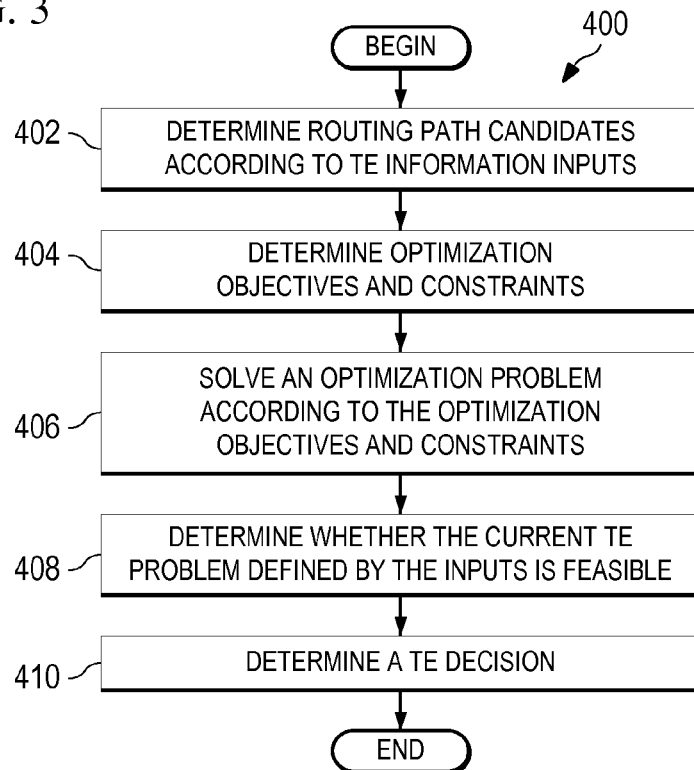 3
BEGIN
400
402
DETERMINE ROUTING PATH CANDIDATES
ACCORDING TO TE INFORMATION INPUTS
404
DETERMINE OPTIMIZATION
OBJECTIVES AND CONSTRAINTS
406
SOLVE AN OPTIMIZATION PROBLEM
ACCORDING TO THE OPTIMIZATION
OBJECTIVES AND CONSTRAINTS
408
DETERMINE WHETHER THE CURRENT TE
PROBLEM DEFINED BY THE INPUTS IS FEASIBLE
410
DETERMINE A TE DECISION
END